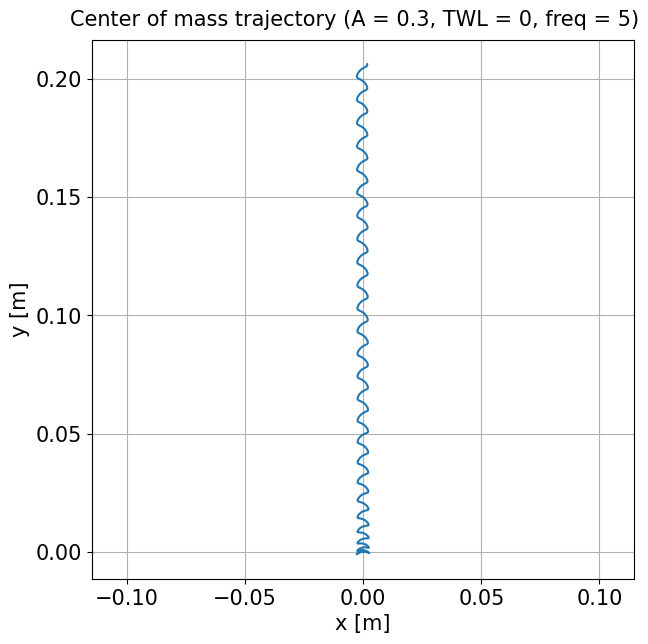 Center of mass trajectory (A = 0.3, TWL = 0, freq = 5)
0.20
0.15
0.10
0.05
0.00
y [m]
−0.10 −0.05 0.00 0.05 0.10
x [m]